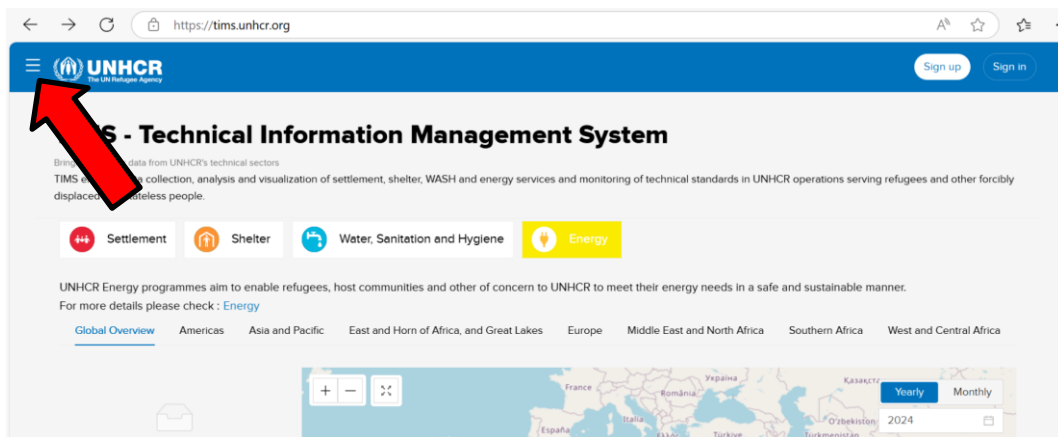 https://tims.unhcr.org
UNHCR
The UN Refugee Agency
Sign up
Sign in
- Technical Information Management System
data from UNHCR's technical sectors
TIMS collection, analysis and visualization of settlement, shelter, WASH and energy services and monitoring of technical standards in UNHCR operations serving refugees and other forcibly
displaced people.
Settlement
Shelter
Water, Sanitation and Hygiene
Energy
UNHCR Energy programmes aim to enable refugees, host communities and other of concern to UNHCR to meet their energy needs in a safe and sustainable manner.
For more details please check : Energy
Global Overview Americas Asia and Pacific East and Horn of Africa, and Great Lakes Europe Middle East and North Africa Southern Africa West and Central Africa
France
Україна
România
Italia
España
Türkiye
Oʻzbekiston
Yearly
Monthly
2024